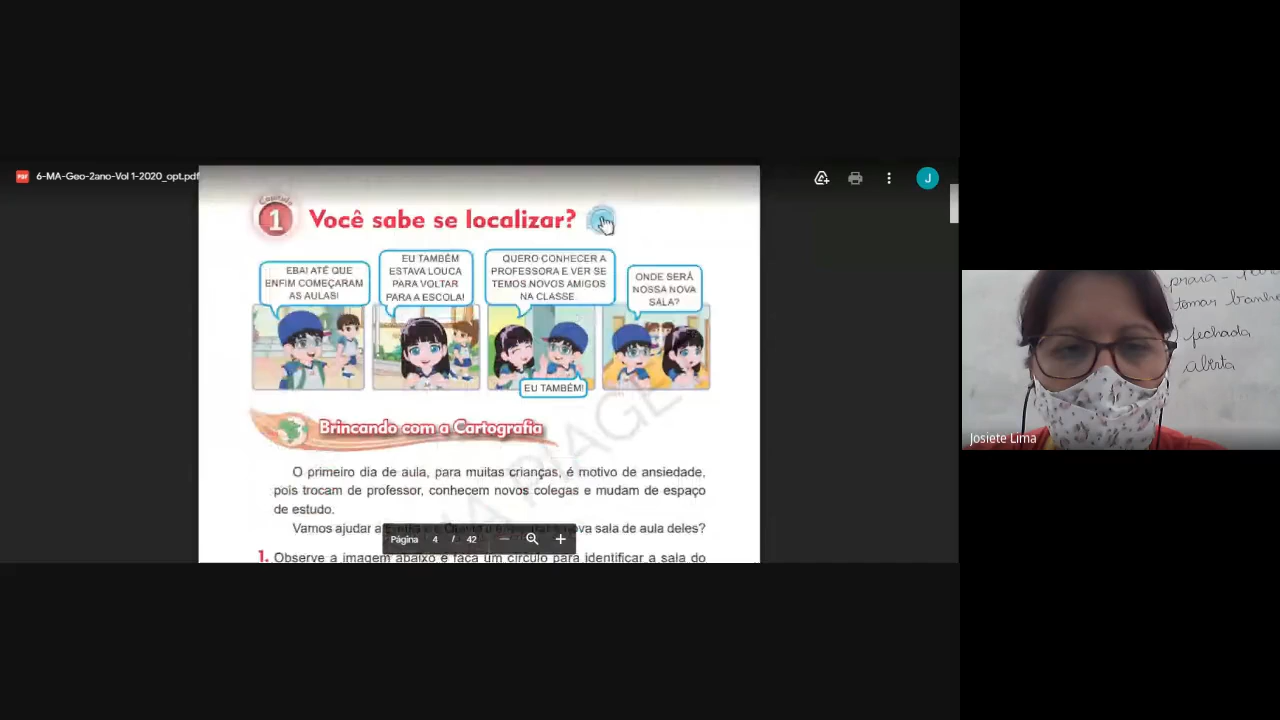 6-MA-Geo-2ano-Vol 1-2020_opt.pdf
J
Capítulo
1 Você sabe se localizar?
EBA! ATÉ QUE
ENFIM COMEÇARAM
AS AULAS!
EU TAMBÉM
ESTAVA LOUCA
PARA VOLTAR
PARA A ESCOLA!
QUERO CONHECER A
PROFESSORA E VER SE
TEMOS NOVOS AMIGOS
NA CLASSE
EU TAMBÉM!
ONDE SERÁ
NOSSA NOVA
SALA?
Brincando com a Cartografia
O primeiro dia de aula, para muitas crianças, é motivo de ansiedade,
pois trocam de professor, conhecem novos colegas e mudam de espaço
de estudo.
Vamos ajudar a nova sala de aula deles?
1. Observe a imagem abaixo e faça um círculo para identificar a sala do
Página 4 / 42
PIAGE
tomar banho
fechada
aberta
Josiete Lima